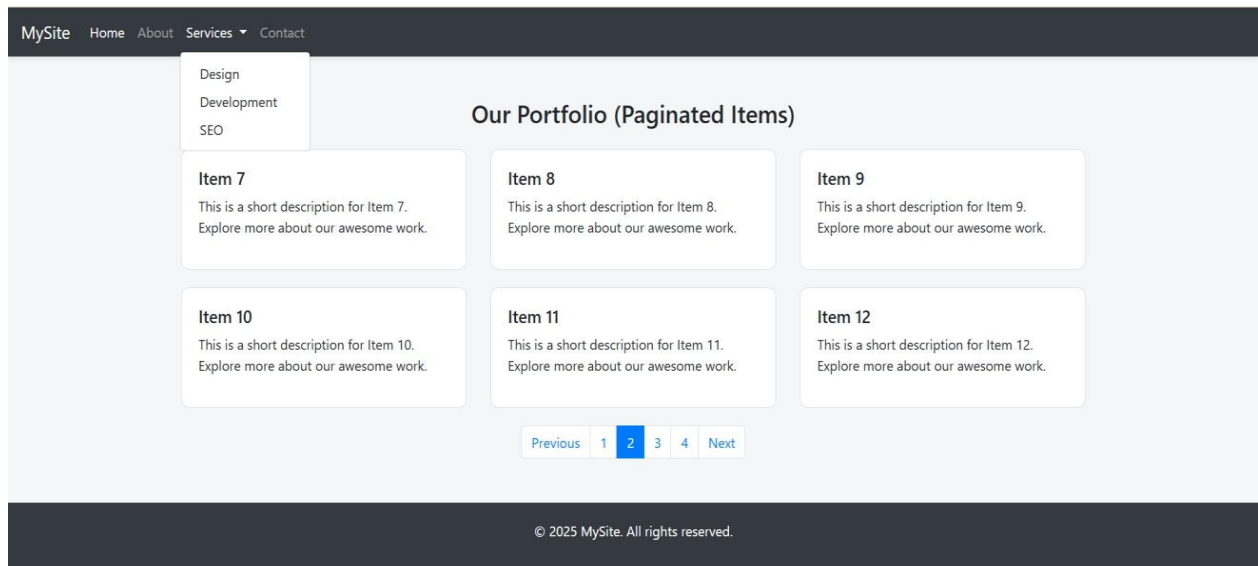 MySite Home About Services Contact
Design
Development
SEO
Our Portfolio (Paginated Items)
Item 7
This is a short description for Item 7.
Explore more about our awesome work.
Item 8
This is a short description for Item 8.
Explore more about our awesome work.
Item 9
This is a short description for Item 9.
Explore more about our awesome work.
Item 10
This is a short description for Item 10.
Explore more about our awesome work.
Item 11
This is a short description for Item 11.
Explore more about our awesome work.
Item 12
This is a short description for Item 12.
Explore more about our awesome work.
Previous 1 2 3 4 Next
© 2025 MySite. All rights reserved.